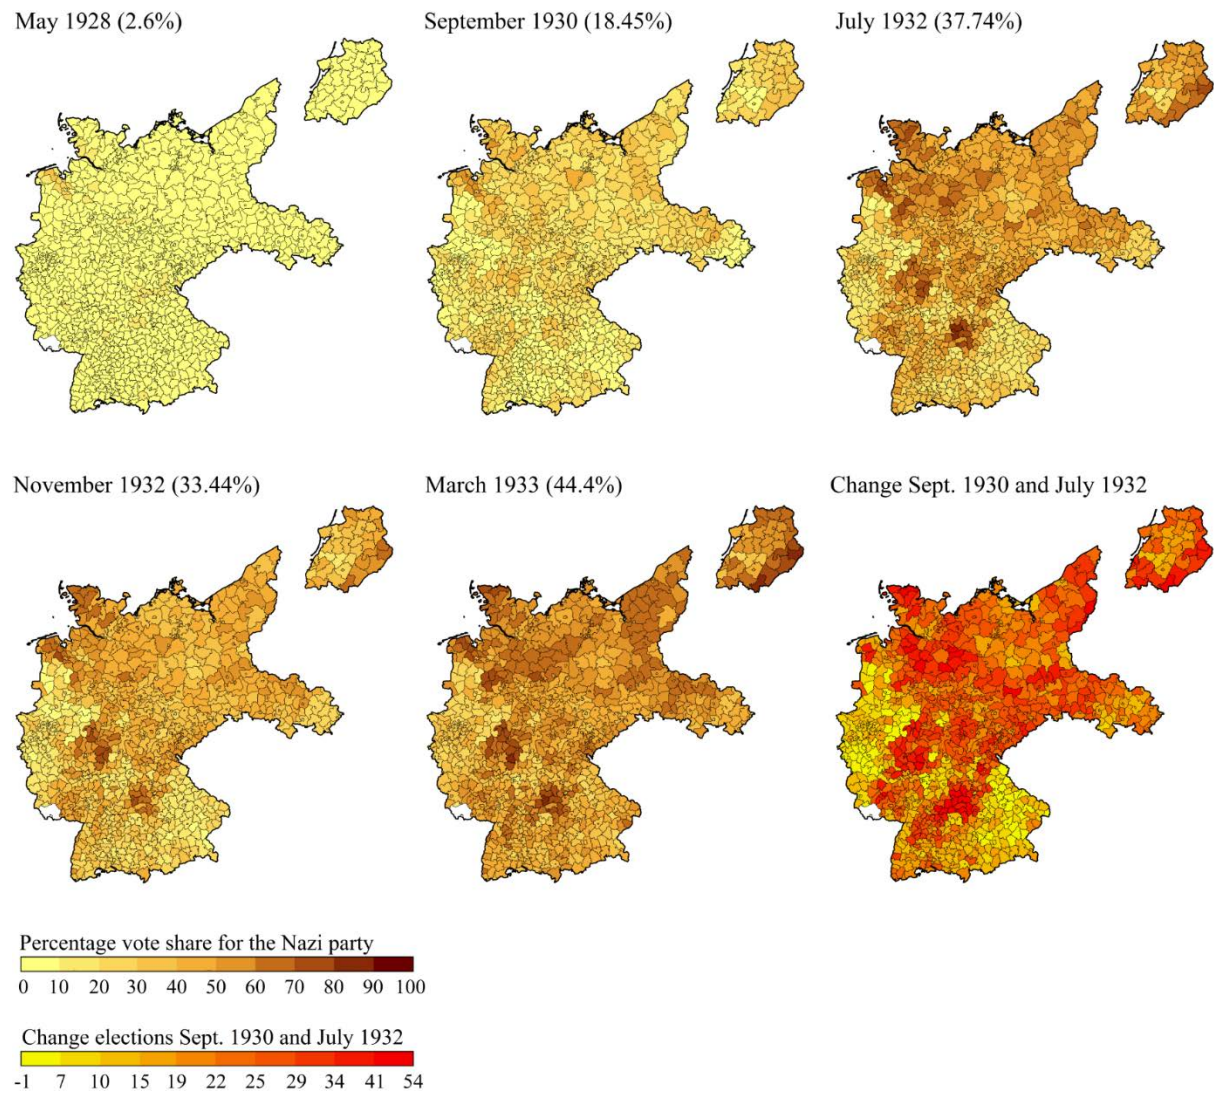 May 1928 (2.6%)
September 1930 (18.45%)
July 1932 (37.74%)
November 1932 (33.44%)
March 1933 (44.4%)
Change Sept. 1930 and July 1932
Percentage vote share for the Nazi party
0 10 20 30 40 50 60 70 80 90 100
Change elections Sept. 1930 and July 1932
-1 7 10 15 19 22 25 29 34 41 54